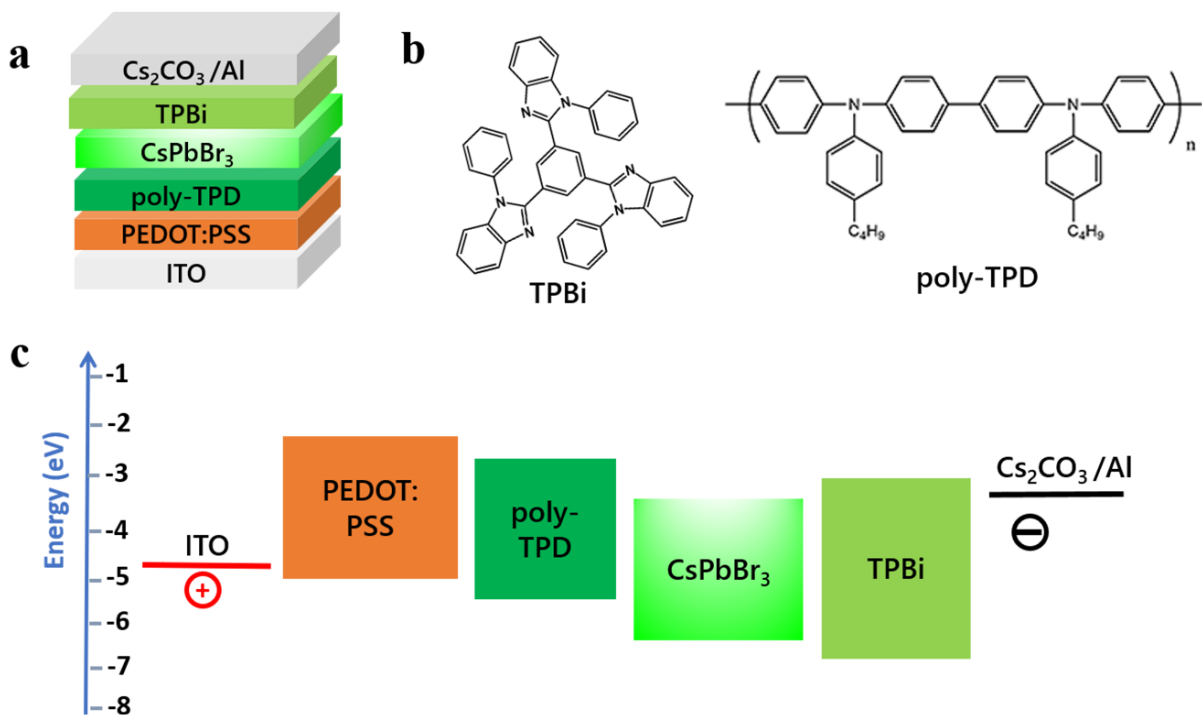 a
Cs₂CO₃ /Al
TPBi
CsPbBr₃
poly-TPD
PEDOT:PSS
ITO
b
N
N
N
N
N
N
TPBi
N
N
n
C₄H₉
C₄H₉
poly-TPD
c
Energy (eV)
-1
-2
-3
-4
-5
-6
-7
-8
ITO
+
PEDOT:
PSS
poly-
TPD
CsPbBr₃
TPBi
Cs₂CO₃ /Al
−